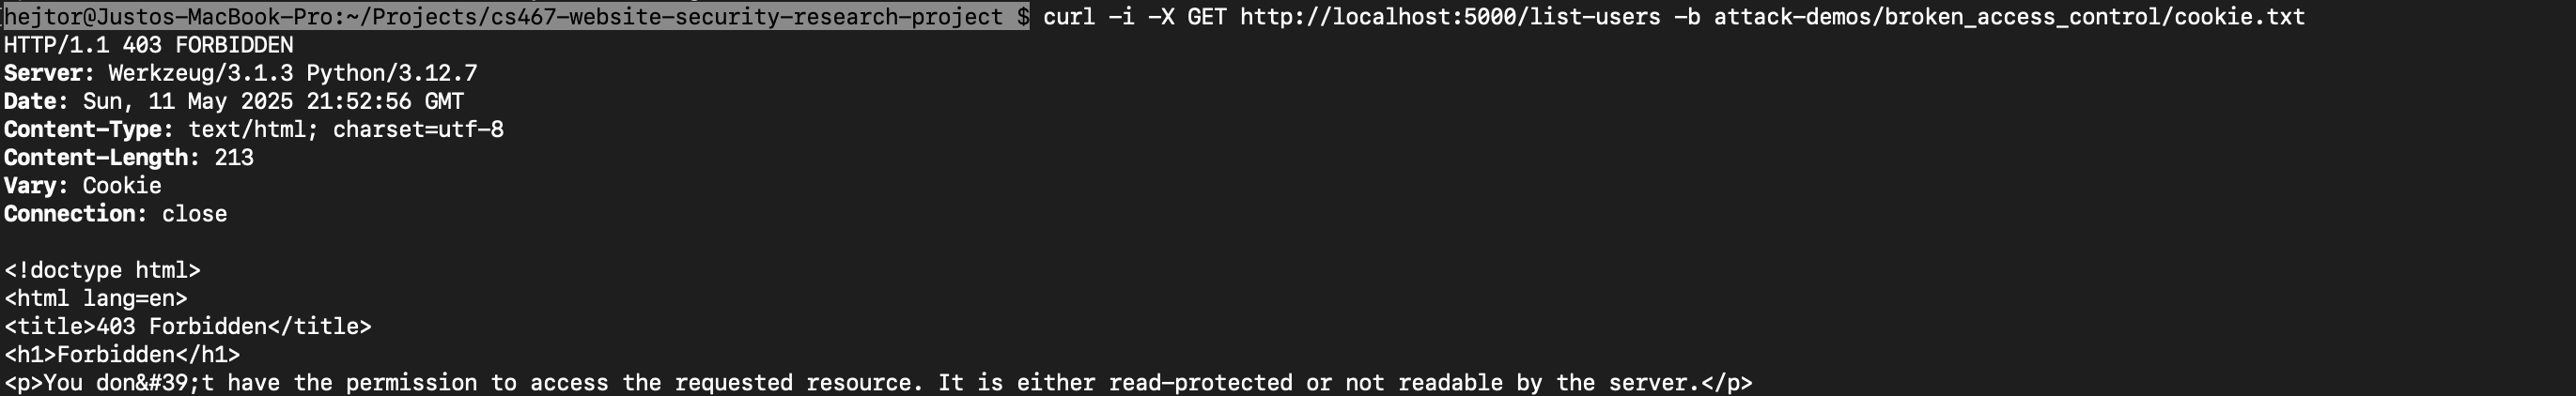 hejtor@Justos-MacBook-Pro:~/Projects/cs467-website-security-research-project $ curl -i -X GET http://localhost:5000/list-users -b attack-demos/broken_access_control/cookie.txt
HTTP/1.1 403 FORBIDDEN
Server: Werkzeug/3.1.3 Python/3.12.7
Date: Sun, 11 May 2025 21:52:56 GMT
Content-Type: text/html; charset=utf-8
Content-Length: 213
Vary: Cookie
Connection: close

<!doctype html>
<html lang=en>
<title>403 Forbidden</title>
<h1>Forbidden</h1>
<p>You don&#39;t have the permission to access the requested resource. It is either read-protected or not readable by the server.</p>